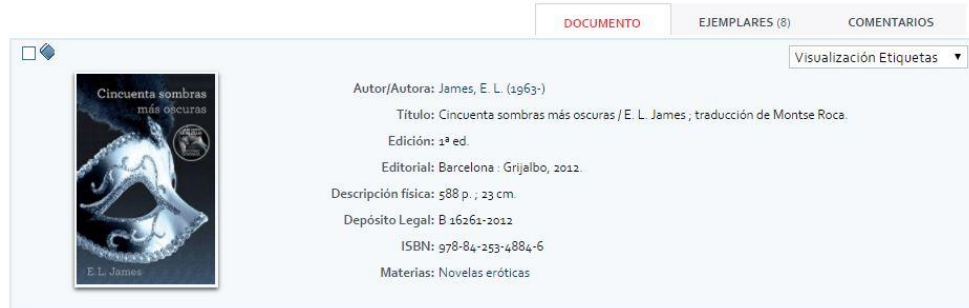 DOCUMENTO EJEMPLARES (8) COMENTARIOS
Visualización Etiquetas
Cincuenta sombras
más oscuras
E.L. James
Autor/Autora: James, E. L. (1963-)
Título: Cincuenta sombras más oscuras / E. L. James ; traducción de Montse Roca.
Edición: 1ª ed.
Editorial: Barcelona : Grijalbo, 2012.
Descripción física: 588 p. ; 23 cm.
Depósito Legal: B 16261-2012
ISBN: 978-84-253-4884-6
Materias: Novelas eróticas